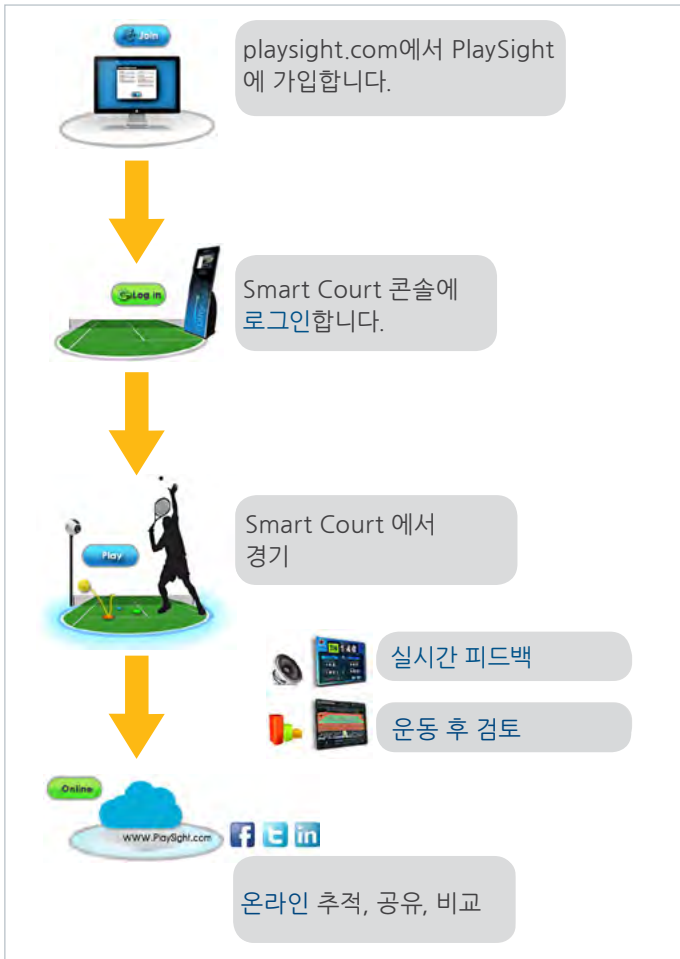 Join
playsight.com에서 PlaySight
에 가입합니다.
Log in
Smart Court 콘솔에
로그인합니다.
Play
Smart Court 에서
경기
실시간 피드백
운동 후 검토
Online
www.PlaySight.com
온라인 추적, 공유, 비교